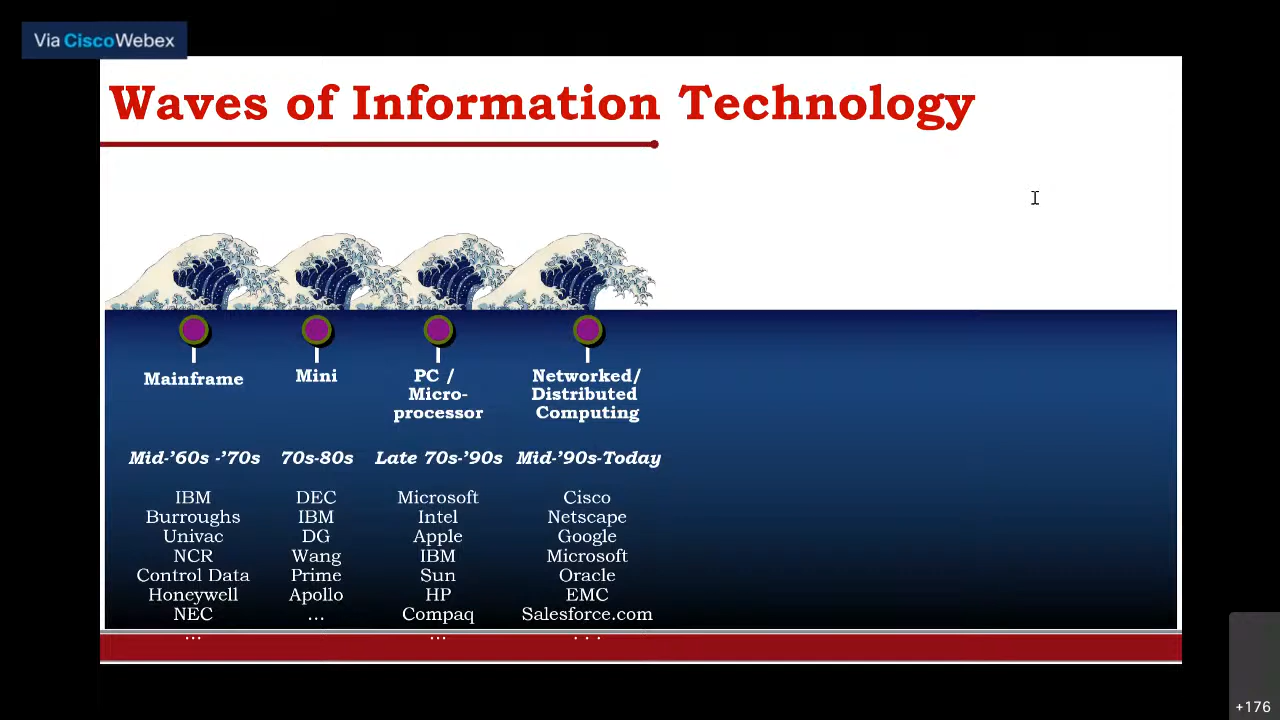 Via CiscoWebex
Waves of Information Technology
Mainframe
Mid-’60s -’70s
IBM
Burroughs
Univac
NCR
Control Data
Honeywell
NEC
...
Mini
70s-80s
DEC
IBM
DG
Wang
Prime
Apollo
...
PC /
Micro-
processor
Late 70s-’90s
Microsoft
Intel
Apple
IBM
Sun
HP
Compaq
...
Networked/
Distributed
Computing
Mid-’90s-Today
Cisco
Netscape
Google
Microsoft
Oracle
EMC
Salesforce.com
. . .
+176